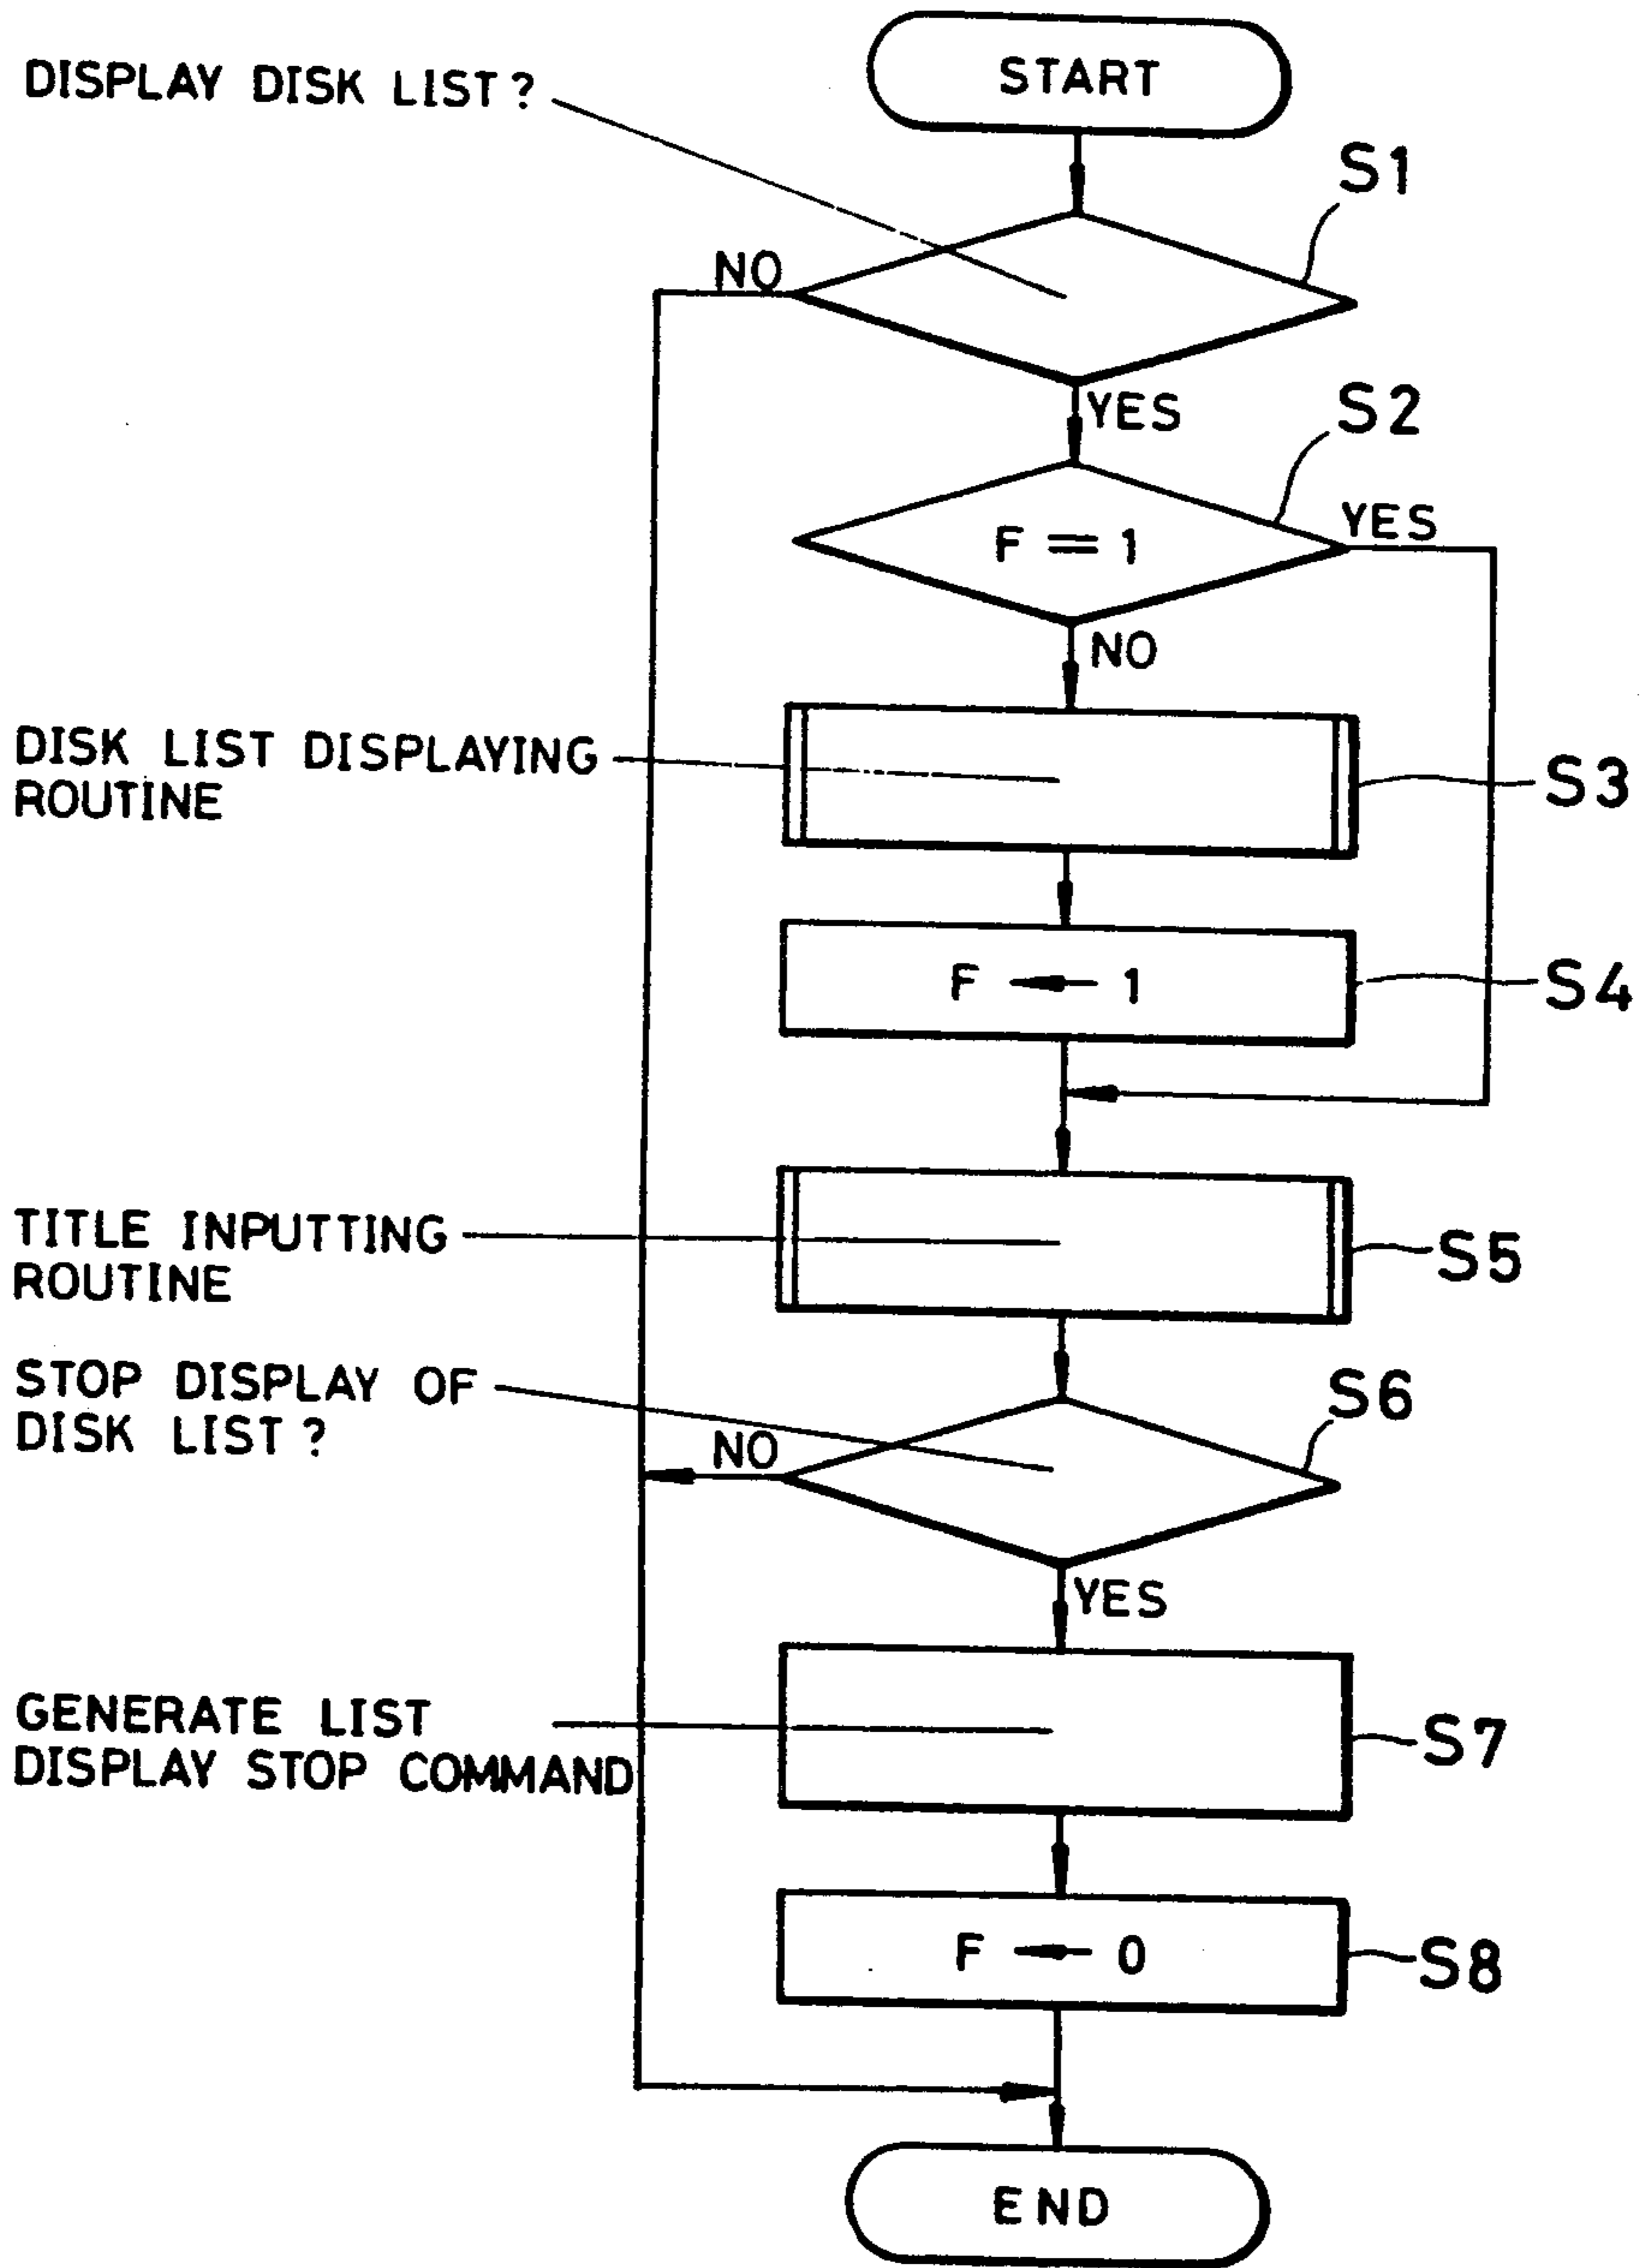 START
DISPLAY DISK LIST?
S1
NO
YES
S2
F = 1
YES
NO
DISK LIST DISPLAYING
ROUTINE
S3
F ← 1
S4
TITLE INPUTTING
ROUTINE
S5
STOP DISPLAY OF
DISK LIST?
S6
NO
YES
GENERATE LIST
DISPLAY STOP COMMAND
S7
F ← 0
S8
END